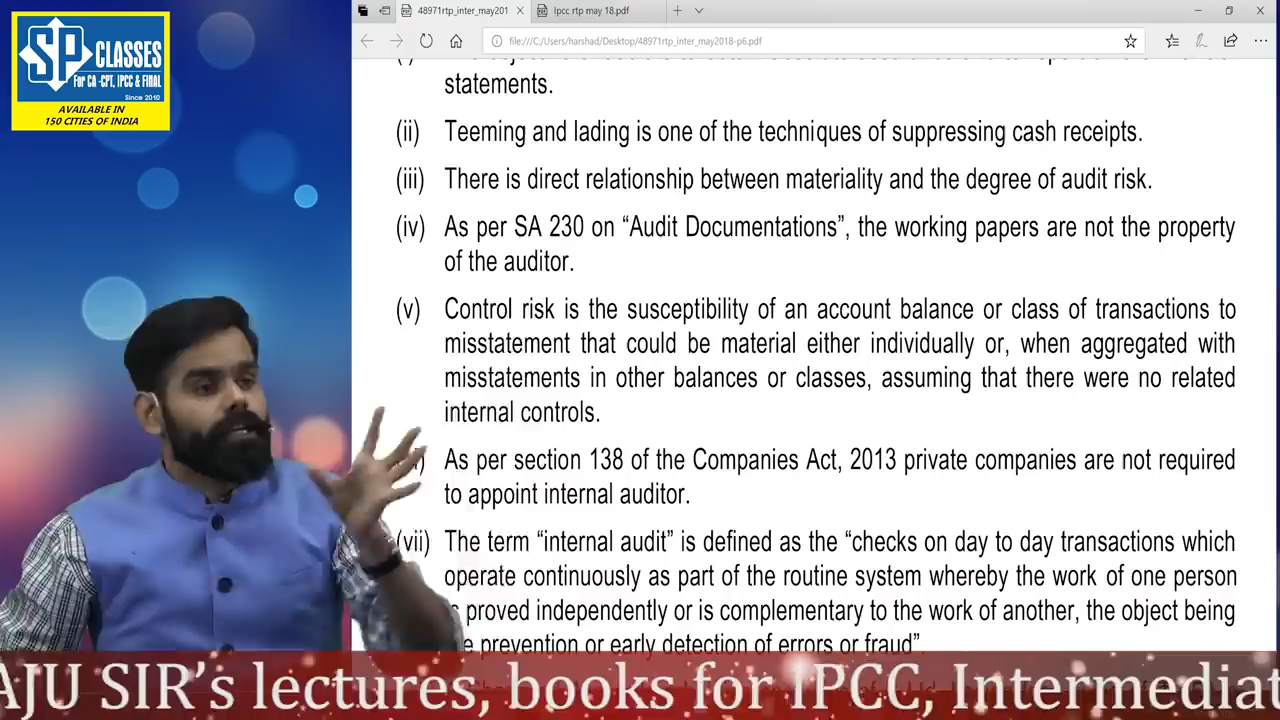 SP CLASSES
For CA -CPT, IPCC & FINAL
Since 2010
AVAILABLE IN
150 CITIES OF INDIA
48971rtp_inter_may201
Ipcc rtp may 18.pdf
file:///C:/Users/harshad/Desktop/48971rtp_inter_may2018-p6.pdf
statements.
(ii) Teeming and lading is one of the techniques of suppressing cash receipts.
(iii) There is direct relationship between materiality and the degree of audit risk.
(iv) As per SA 230 on “Audit Documentations”, the working papers are not the property
of the auditor.
(v) Control risk is the susceptibility of an account balance or class of transactions to
misstatement that could be material either individually or, when aggregated with
misstatements in other balances or classes, assuming that there were no related
internal controls.
As per section 138 of the Companies Act, 2013 private companies are not required
to appoint internal auditor.
(vii) The term “internal audit” is defined as the “checks on day to day transactions which
operate continuously as part of the routine system whereby the work of one person
proved independently or is complementary to the work of another, the object being
prevention or early detection of errors or fraud”.
AJU SIR’s lectures, books for IPCC, Intermediat